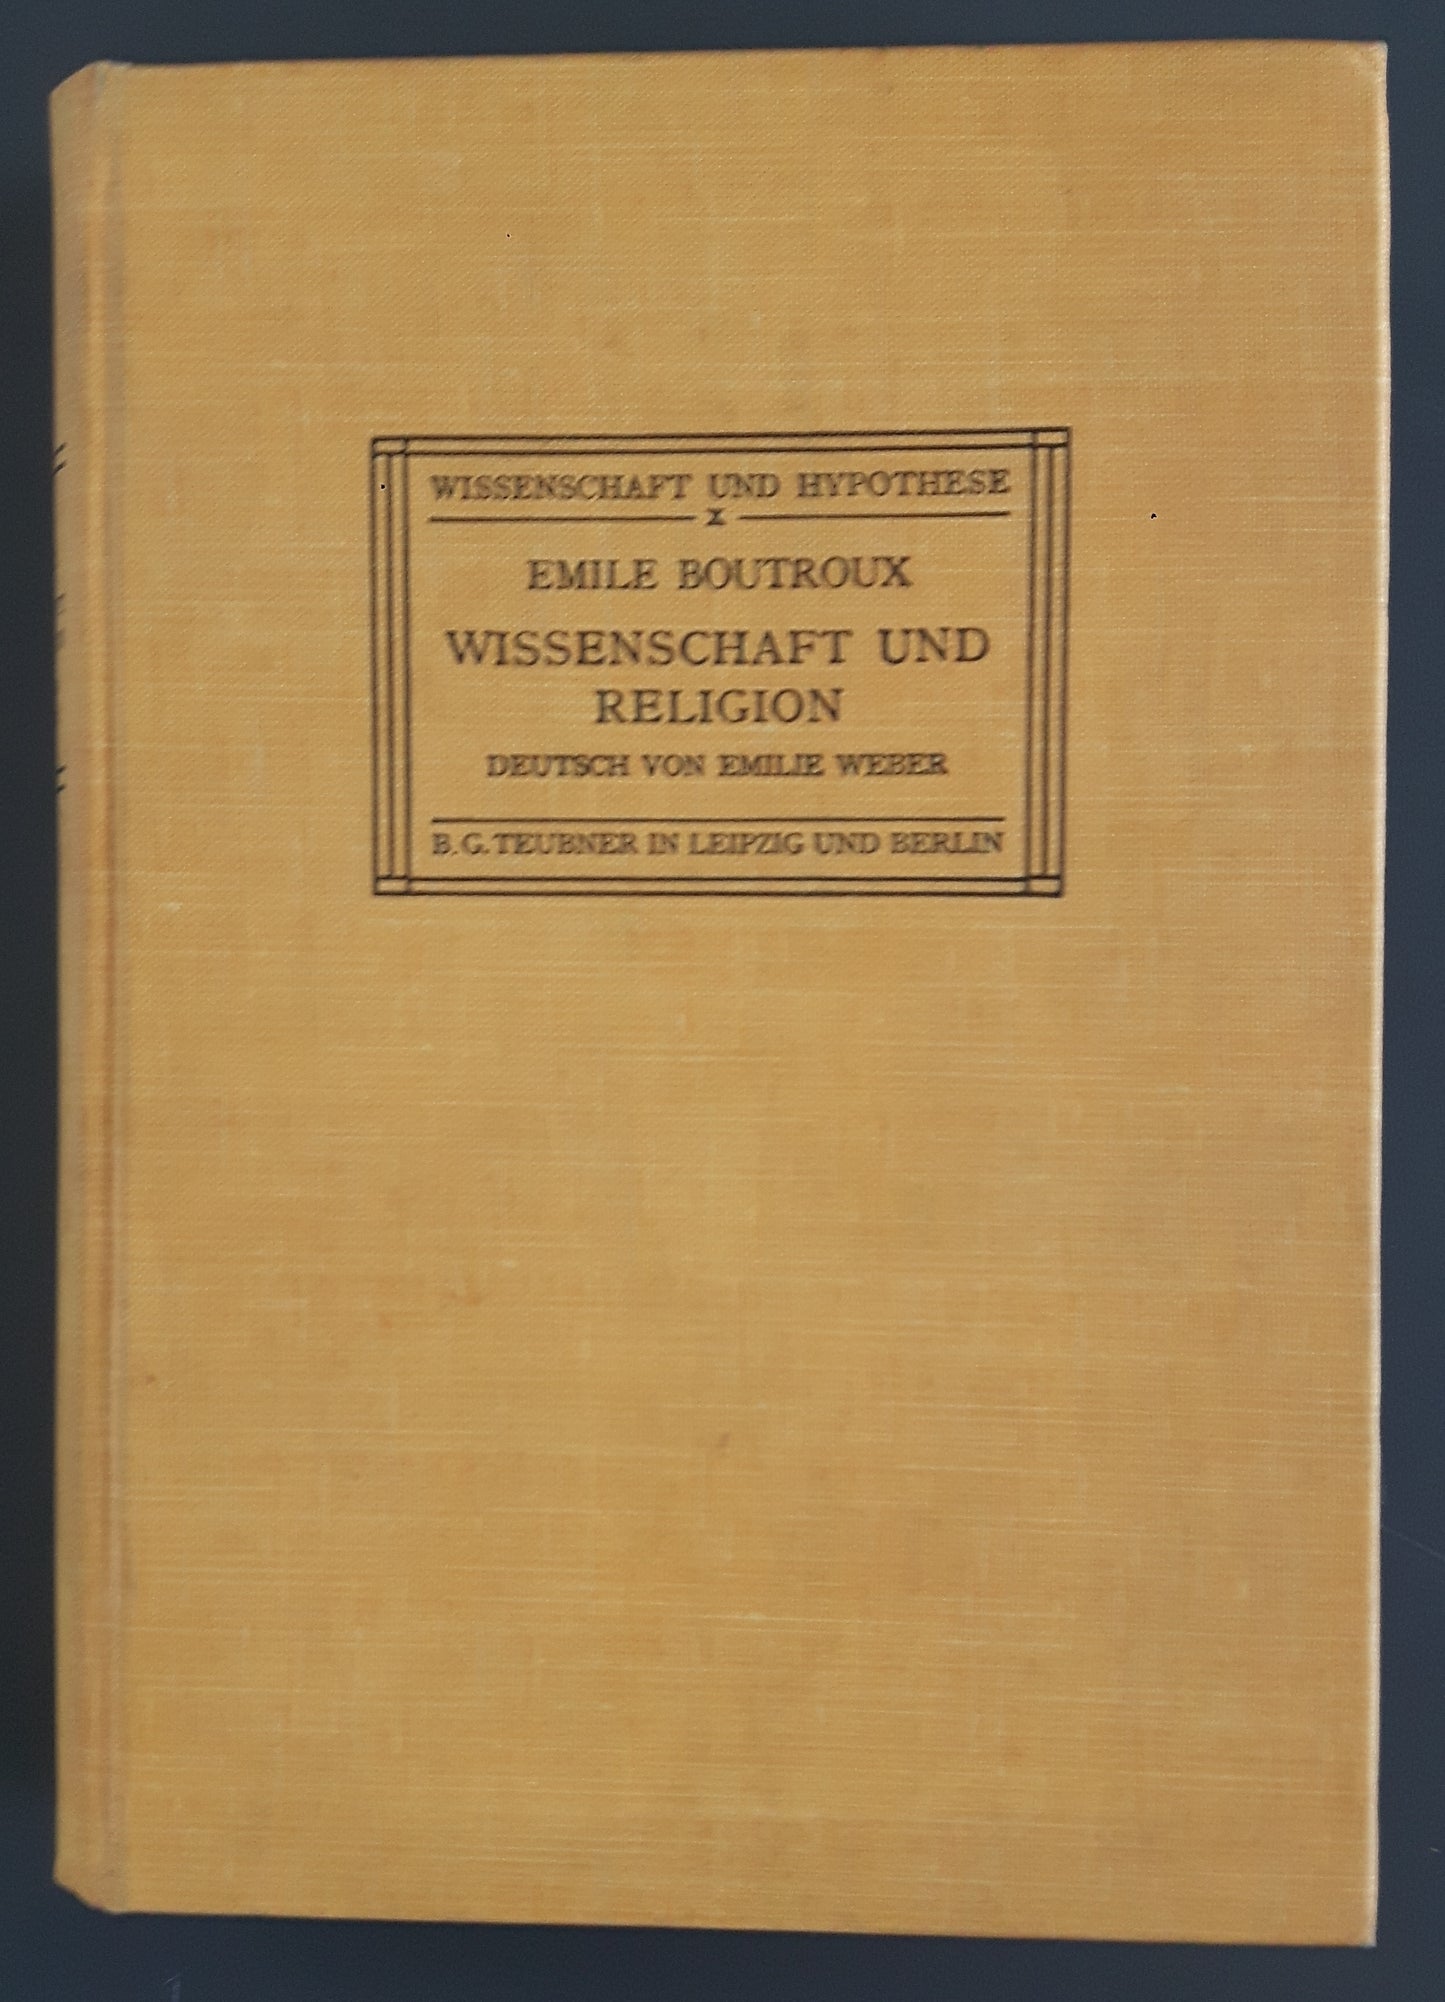 WISSENSCHAFT UND HYPOTHESE
X
EMILE BOUTROUX
WISSENSCHAFT UND
RELIGION
DEUTSCH VON EMILIE WEBER
B. G. TEUBNER IN LEIPZIG UND BERLIN